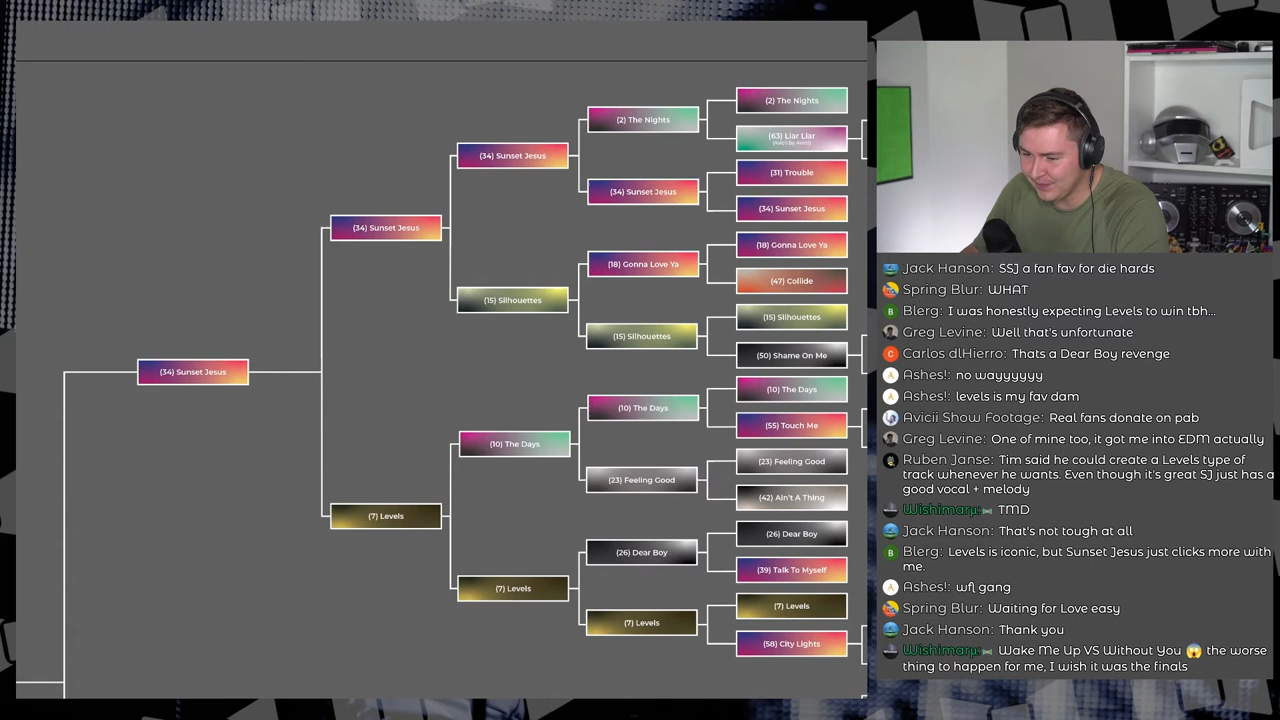 (2) The Nights
(63) Liar Liar
(Avicii by Avicii)
(31) Trouble
(34) Sunset Jesus
(18) Gonna Love Ya
(47) Collide
(15) Silhouettes
(50) Shame On Me
(10) The Days
(55) Touch Me
(23) Feeling Good
(42) Ain't A Thing
(26) Dear Boy
(39) Talk To Myself
(7) Levels
(58) City Lights
(2) The Nights
(34) Sunset Jesus
(18) Gonna Love Ya
(15) Silhouettes
(10) The Days
(23) Feeling Good
(26) Dear Boy
(7) Levels
(34) Sunset Jesus
(15) Silhouettes
(10) The Days
(7) Levels
(34) Sunset Jesus
(7) Levels
(34) Sunset Jesus
Jack Hanson: SSJ a fan fav for die hards
Spring Blur: WHAT
B Blerg: I was honestly expecting Levels to win tbh...
Greg Levine: Well that's unfortunate
C Carlos dlHierro: Thats a Dear Boy revenge
Ashes!: no wayyyyyy
Ashes!: levels is my fav dam
Avicii Show Footage: Real fans donate on pab
Greg Levine: One of mine too, it got me into EDM actually
Ruben Janse: Tim said he could create a Levels type of
track whenever he wants. Even though it's great SJ just has a
good vocal + melody
Wishimarµ: TMD
Jack Hanson: That's not tough at all
B Blerg: Levels is iconic, but Sunset Jesus just clicks more with
me.
Ashes!: wfl gang
Spring Blur: Waiting for Love easy
Jack Hanson: Thank you
Wishimarµ: Wake Me Up VS Without You 😱 the worse
thing to happen for me, I wish it was the finals